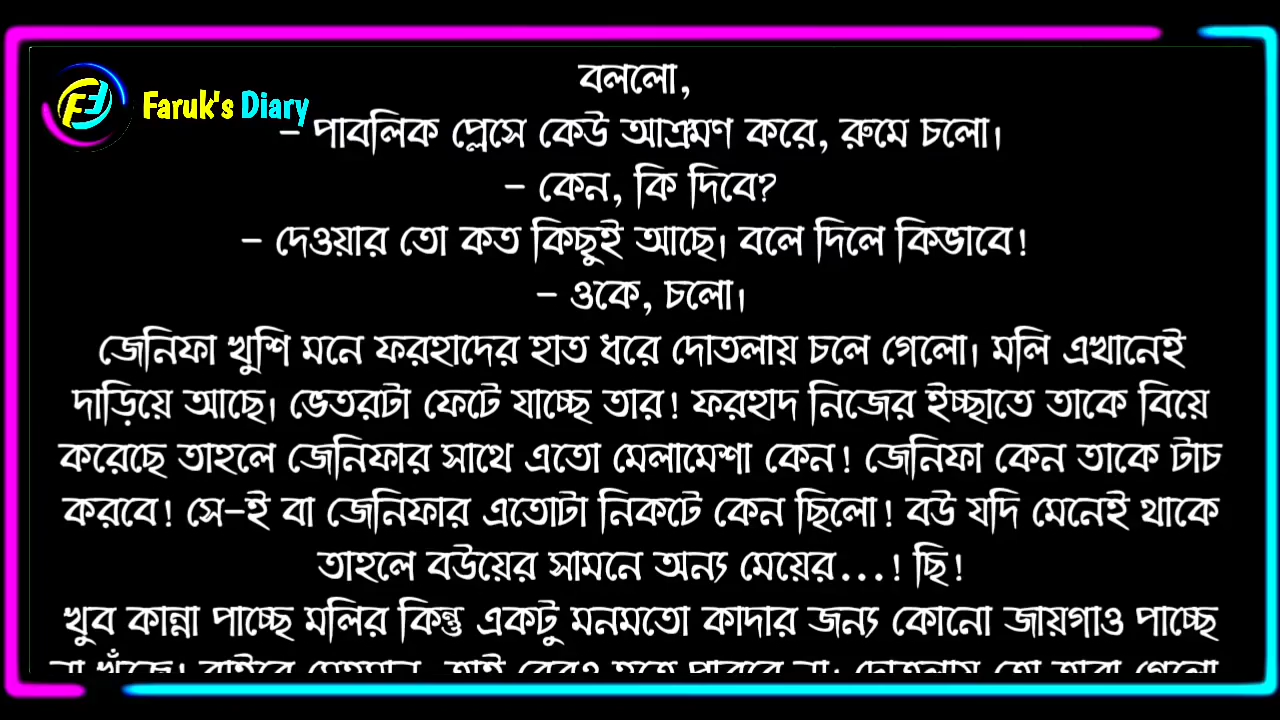 বললো,
Faruk's Diary
- পাবলিক প্লেসে কেউ আক্রমণ করে, রুমে চলো।
- কেন, কি দিবে?
- দেওয়ার তো কত কিছুই আছে। বলে দিলে কিভাবে!
- ওকে, চলো।
জেনিফা খুশি মনে ফরহাদের হাত ধরে দোতলায় চলে গেলো। মলি এখানেই
দাড়িয়ে আছে। ভেতরটা ফেটে যাচ্ছে তার! ফরহাদ নিজের ইচ্ছাতে তাকে বিয়ে
করেছে তাহলে জেনিফার সাথে এতো মেলামেশা কেন! জেনিফা কেন তাকে টাচ
করবে! সে-ই বা জেনিফার এতোটা নিকটে কেন ছিলো! বউ যদি মেনেই থাকে
তাহলে বউয়ের সামনে অন্য মেয়ের...! ছি!
খুব কান্না পাচ্ছে মলির কিন্তু একটু মনমতো কাদার জন্য কোনো জায়গাও পাচ্ছে